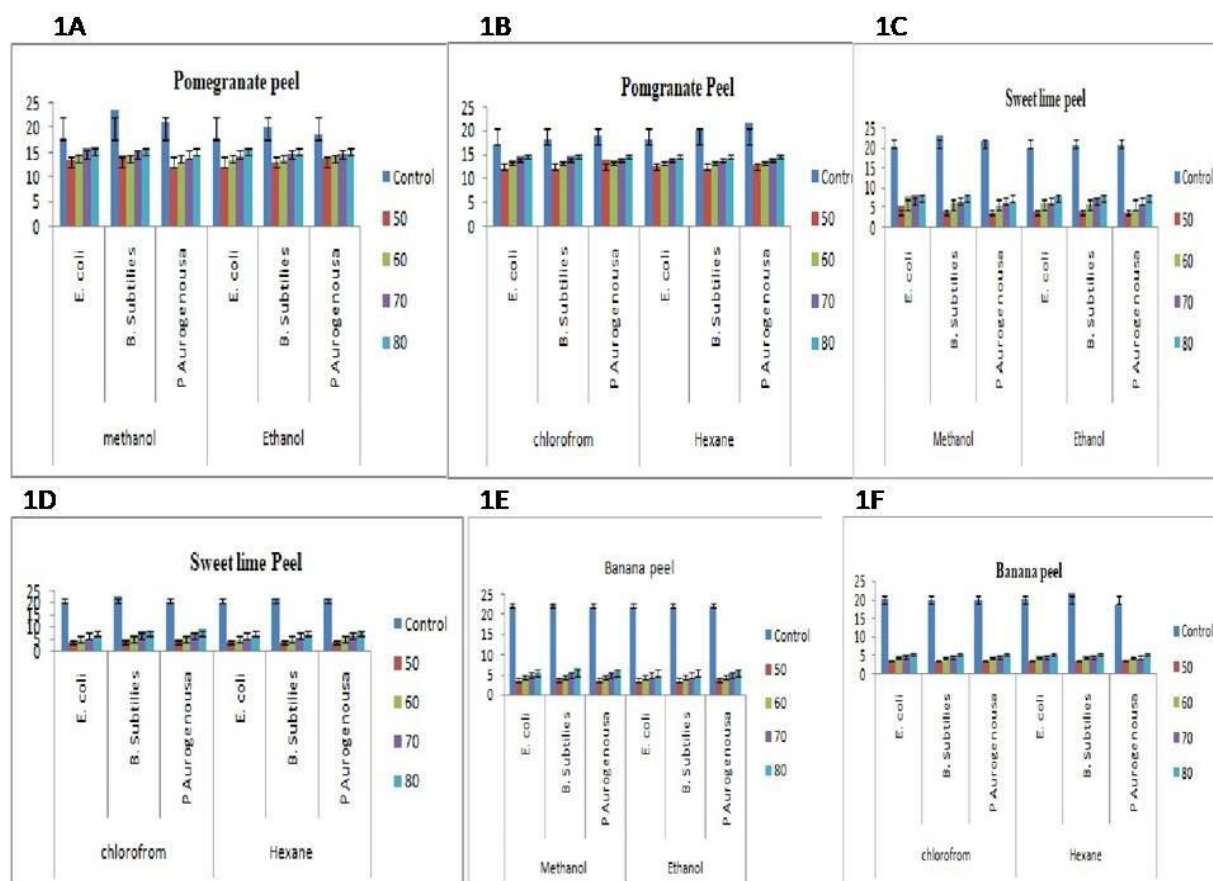 1A
Pomegranate peel
25
20
15
10
5
0
E. coli
B. Subtilies
P Aurogenousa
E. coli
B. Subtilies
P Aurogenousa
methanol
Ethanol
Control
50
60
70
80
1B
Pomgranate Peel
25
20
15
10
5
0
E. coli
B. Subtilies
P Aurogenousa
E. coli
B. Subtilies
P Aurogenousa
chlorofrom
Hexane
Control
50
60
70
80
1C
Sweet lime peel
25
20
15
10
5
0
E. coli
B. Subtilies
P Aurogenousa
E. coli
B. Subtilies
P Aurogenousa
Methanol
Ethanol
Control
50
60
70
80
1D
Sweet lime Peel
25
20
15
10
5
0
E. coli
B. Subtilies
P Aurogenousa
E. coli
B. Subtilies
P Aurogenousa
chlorofrom
Hexane
Control
50
60
70
80
1E
Banana peel
25
20
15
10
5
0
E. coli
B. Subtilies
P Aurogenousa
E. coli
B. Subtilies
P Aurogenousa
Methanol
Ethanol
Control
50
60
70
80
1F
Banana peel
25
20
15
10
5
0
E. coli
B. Subtilies
P Aurogenousa
E. coli
B. Subtilies
P Aurogenousa
chlorofrom
Hexane
Control
50
60
70
80